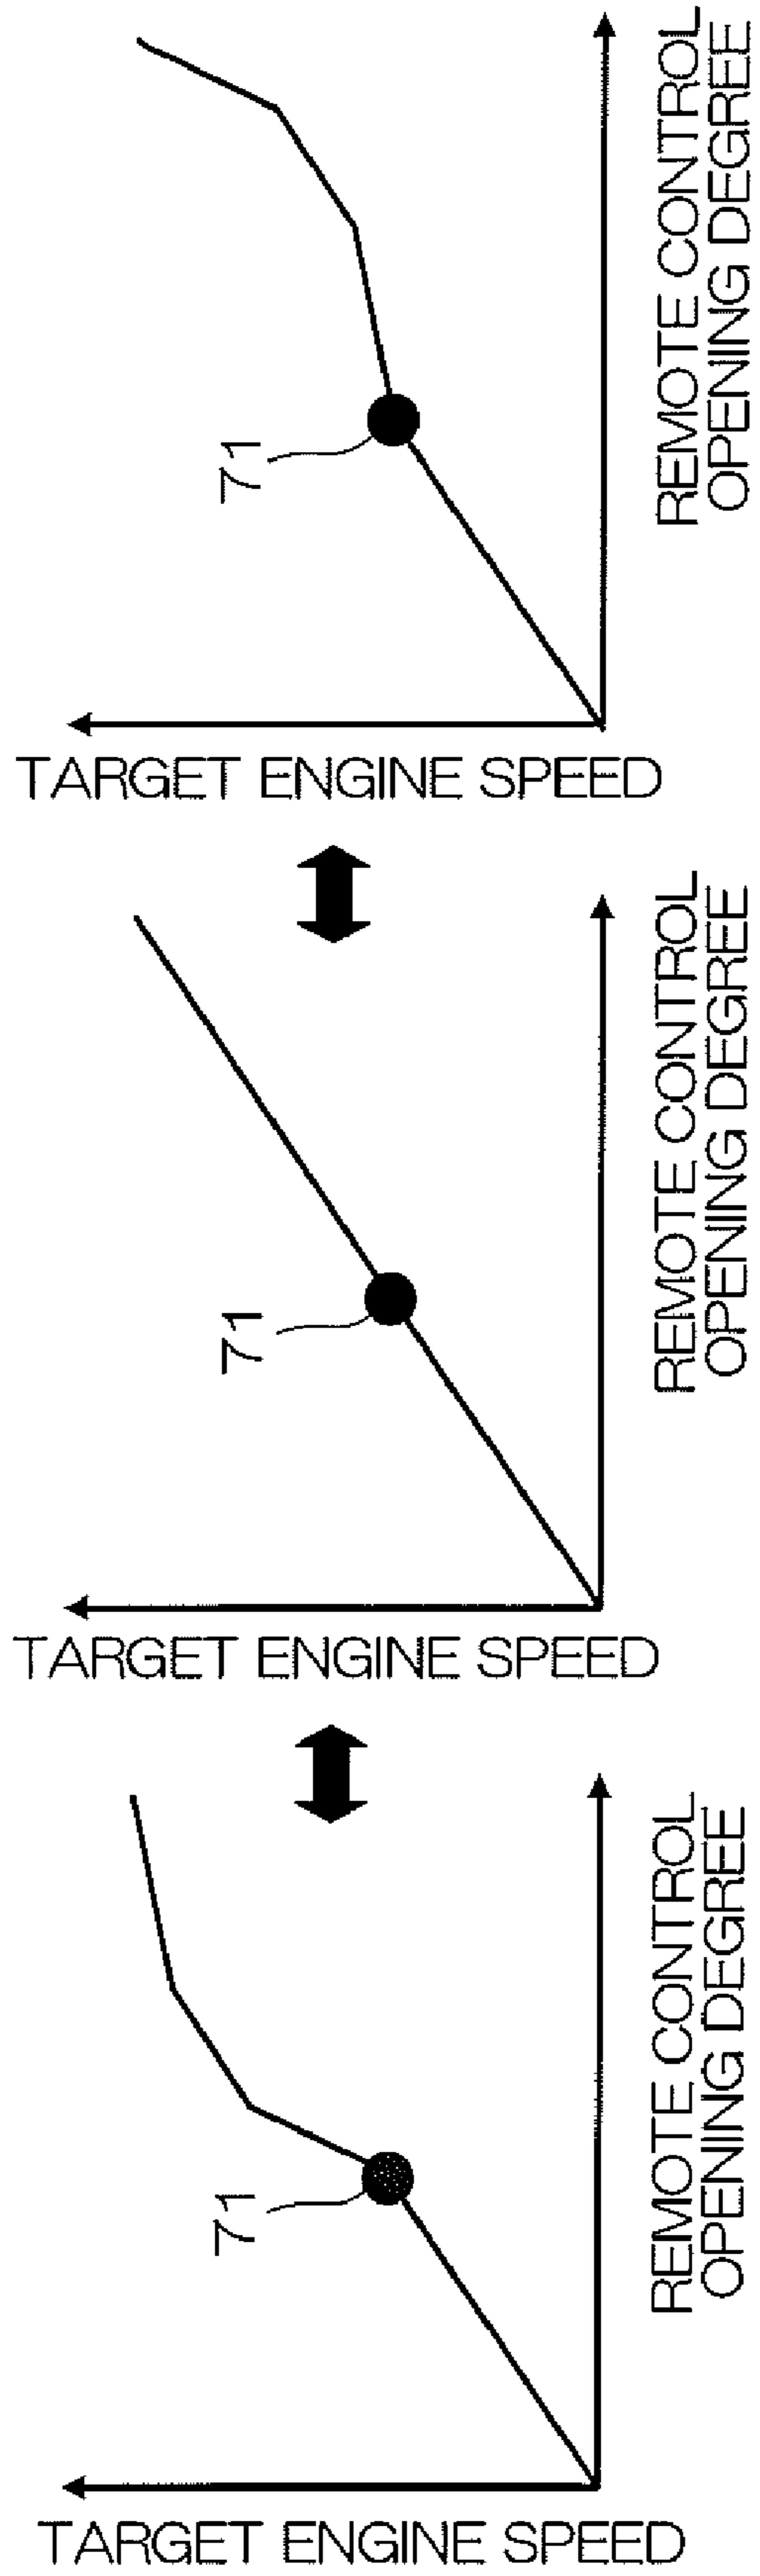 REMOTE CONTROL
OPENING DEGREE
71
TARGET ENGINE SPEED
REMOTE CONTROL
OPENING DEGREE
71
TARGET ENGINE SPEED
REMOTE CONTROL
OPENING DEGREE
71
TARGET ENGINE SPEED